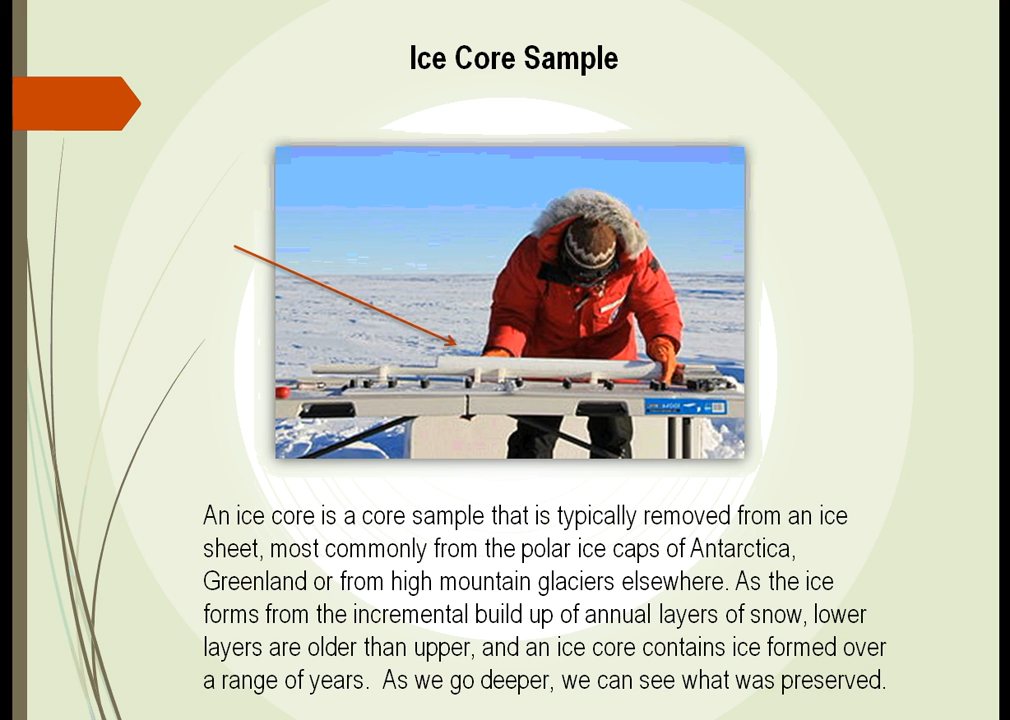 Ice Core Sample
An ice core is a core sample that is typically removed from an ice
sheet, most commonly from the polar ice caps of Antarctica,
Greenland or from high mountain glaciers elsewhere. As the ice
forms from the incremental build up of annual layers of snow, lower
layers are older than upper, and an ice core contains ice formed over
a range of years.  As we go deeper, we can see what was preserved.